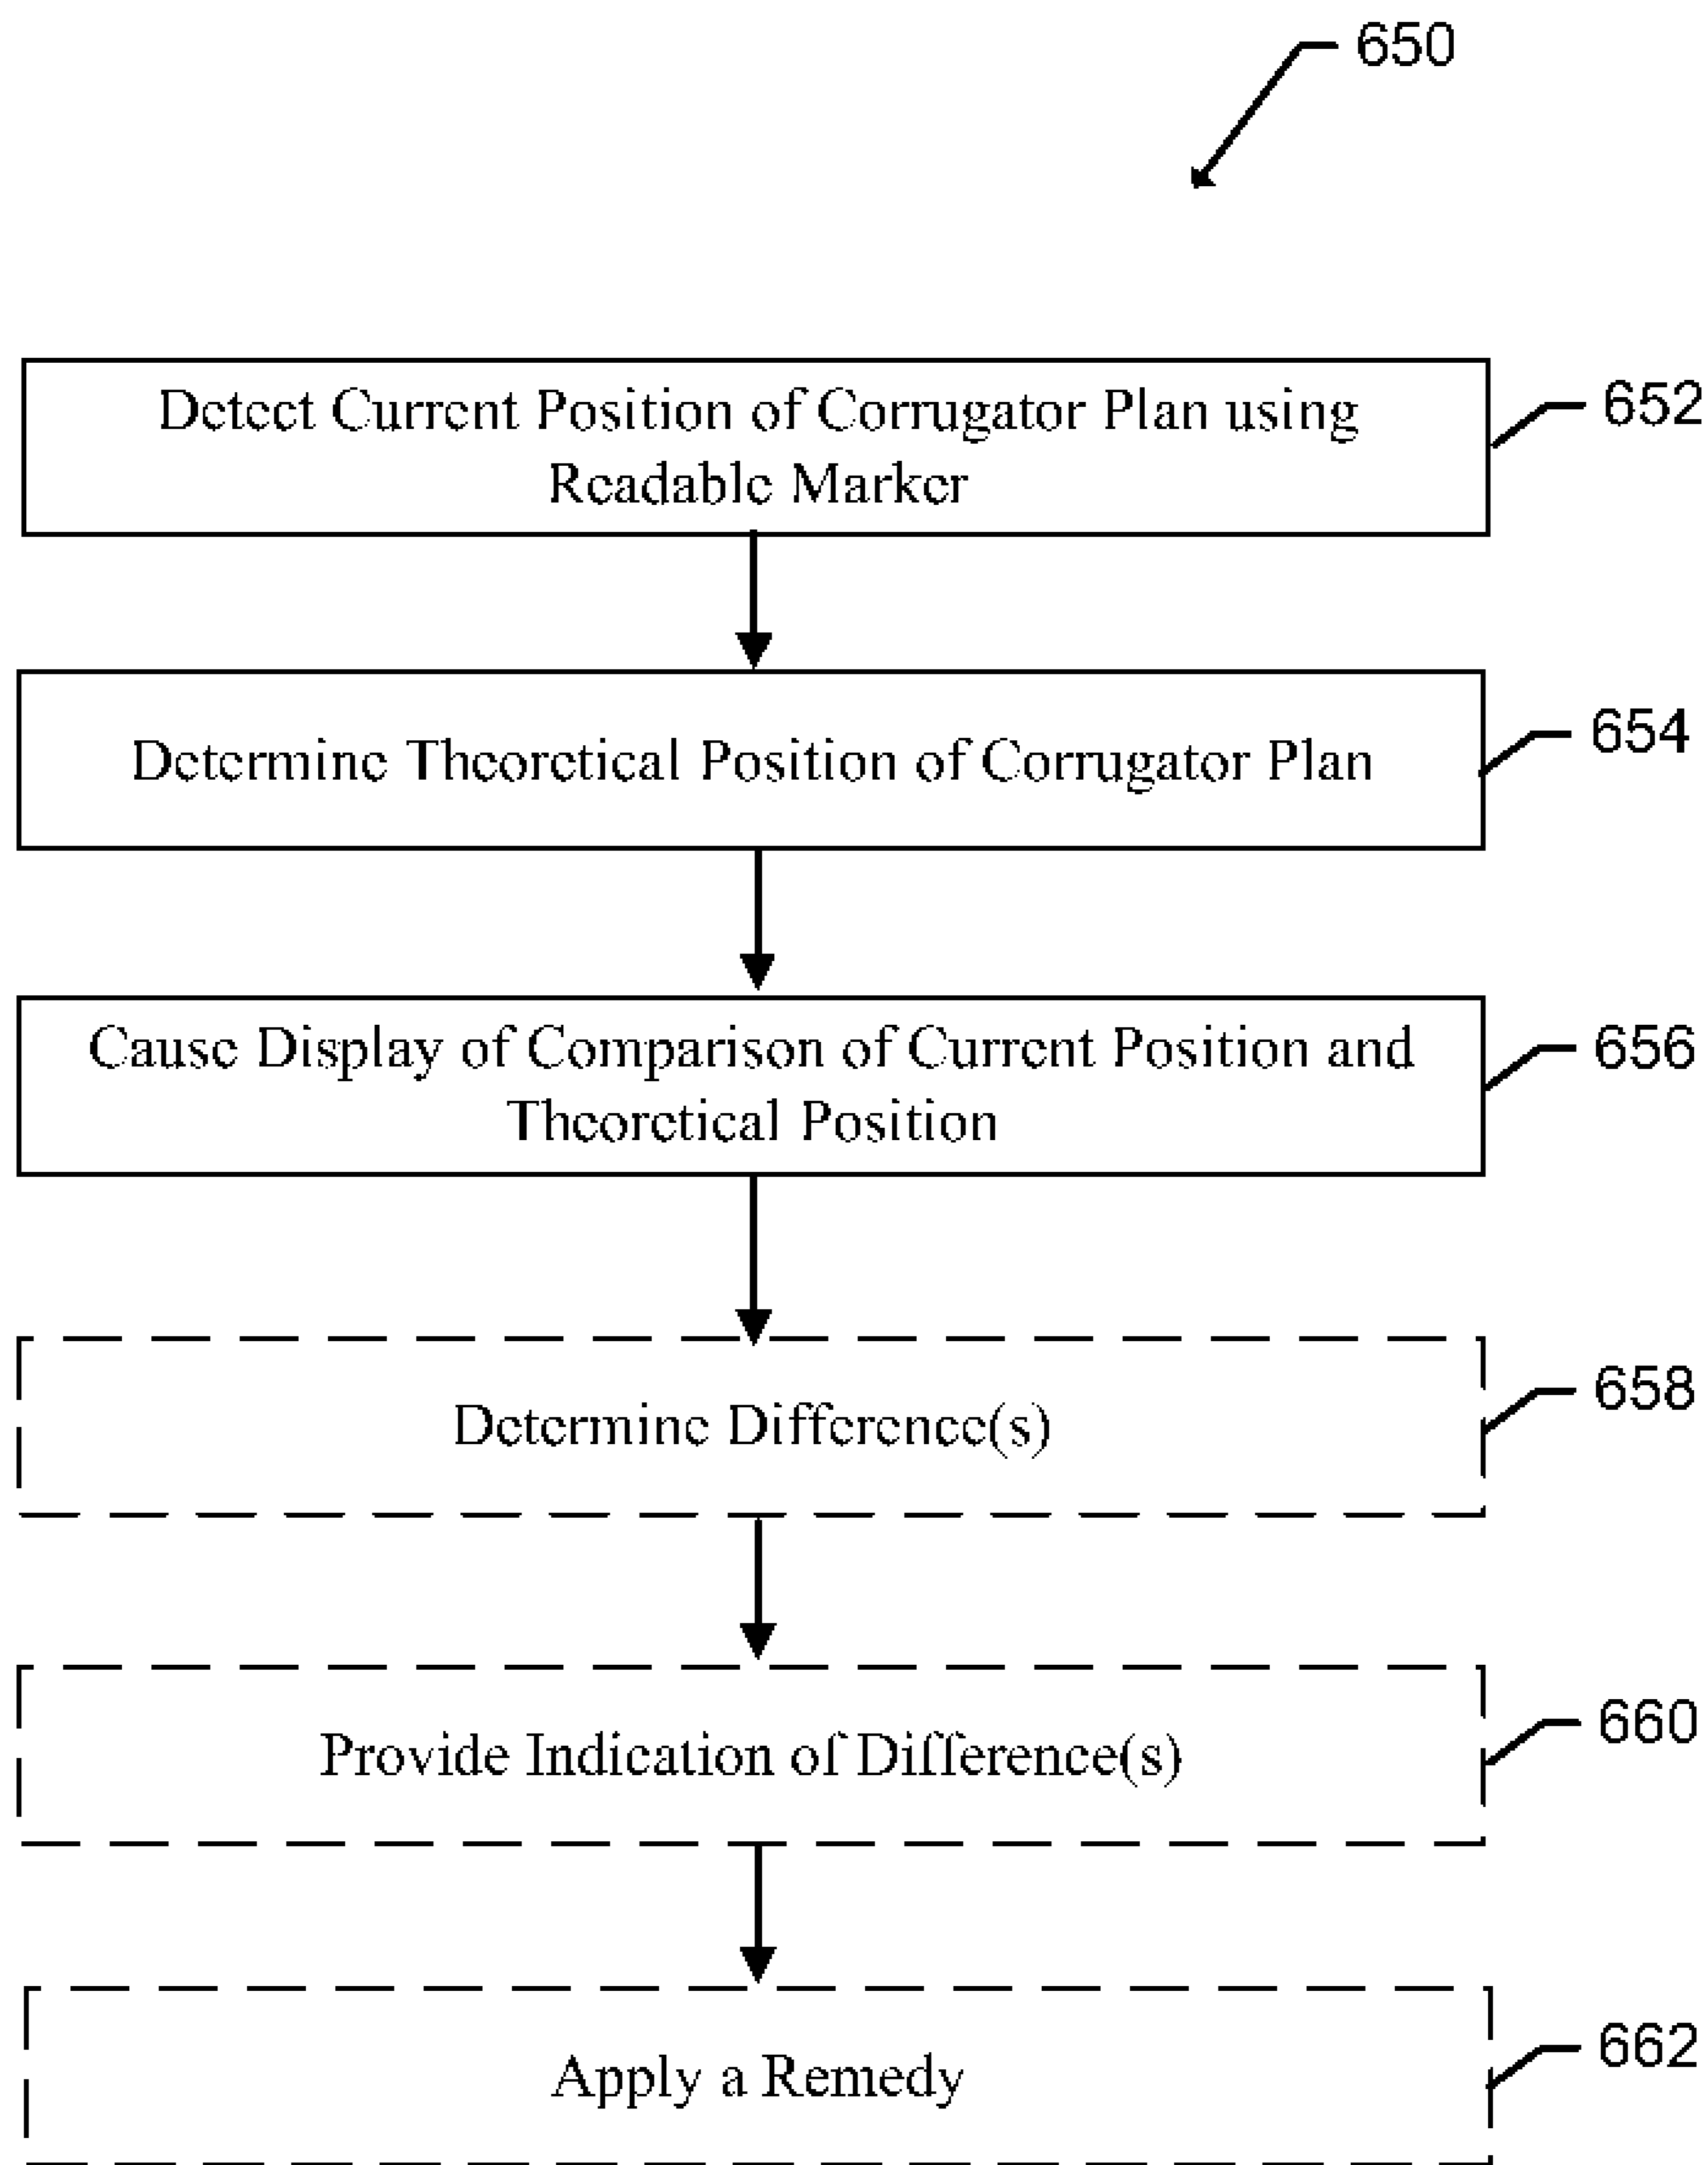 650
Detect Current Position of Corrugator Plan using
Readable Marker
652
Determine Theoretical Position of Corrugator Plan
654
Cause Display of Comparison of Current Position and
Theoretical Position
656
Determine Difference(s)
658
Provide Indication of Difference(s)
660
Apply a Remedy
662